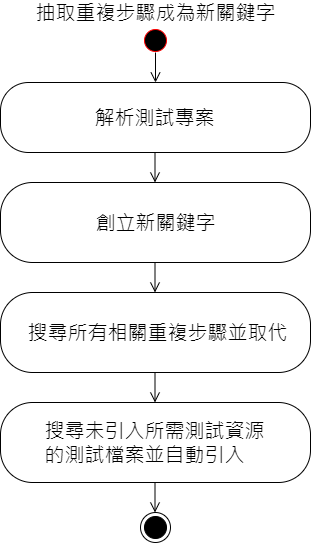 抽取重複步驟成為新關鍵字
解析測試專案
創立新關鍵字
搜尋所有相關重複步驟並取代
搜尋未引入所需測試資源
的測試檔案並自動引入